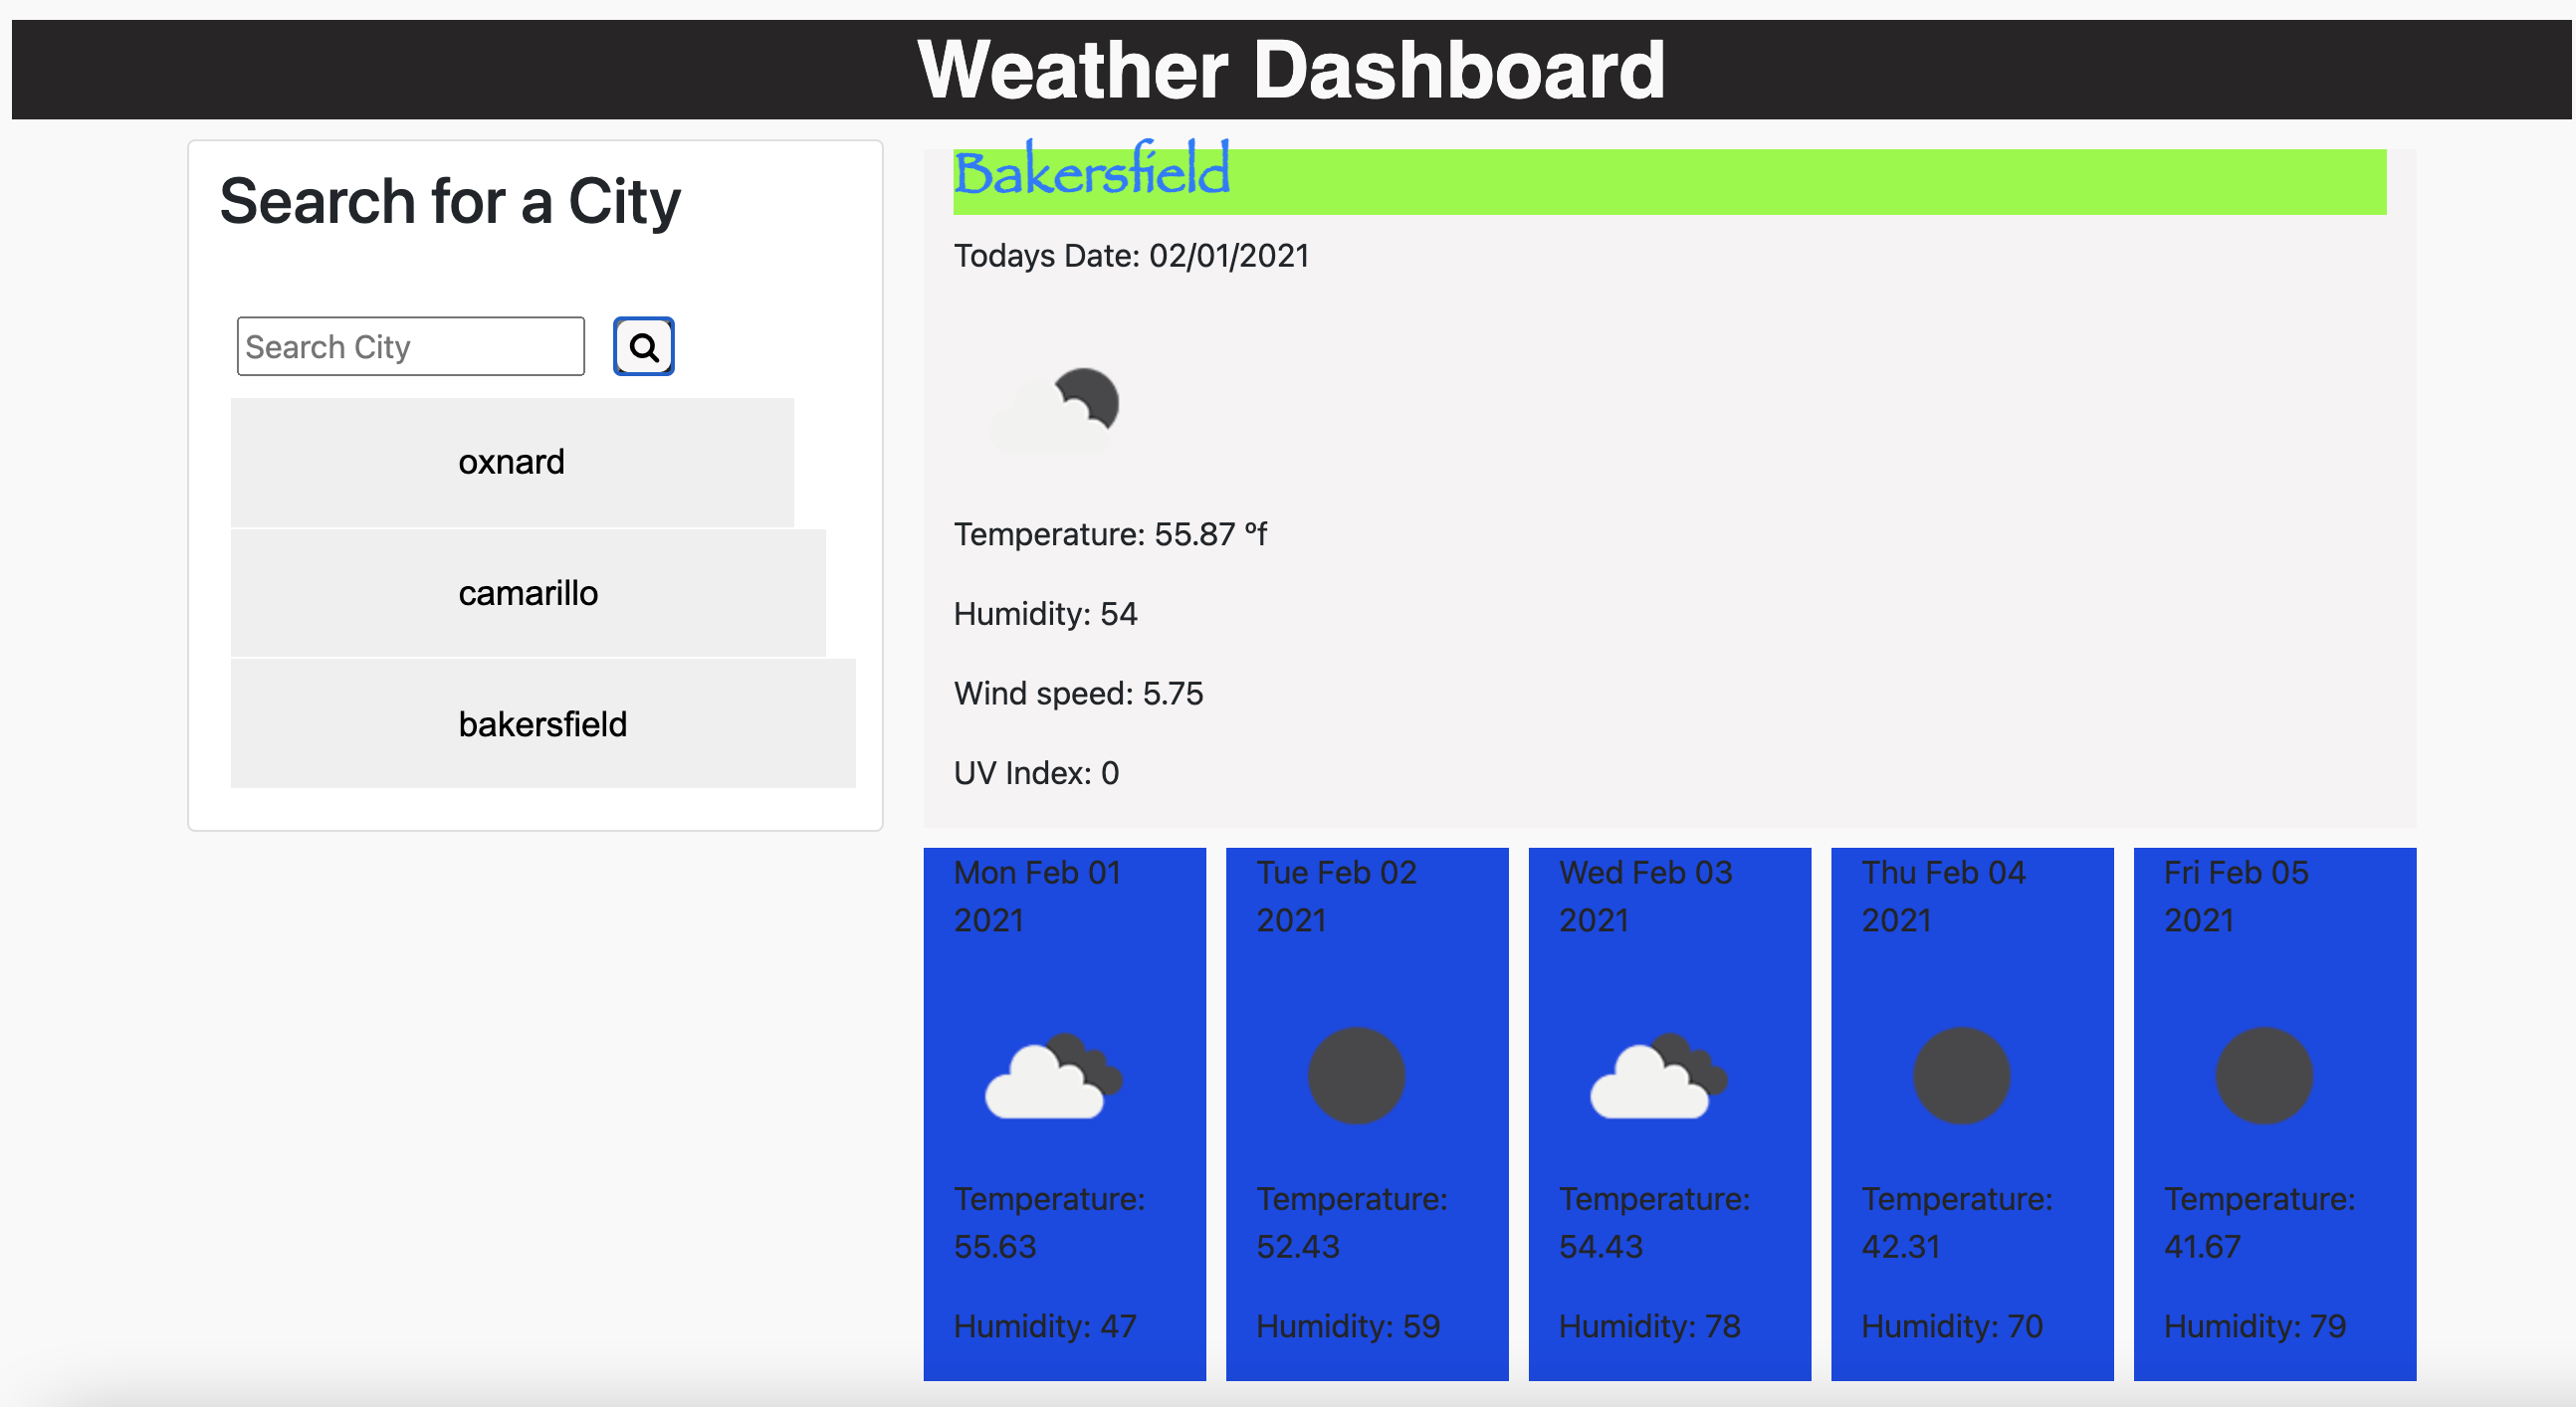 Weather Dashboard
Search for a City
Search City
oxnard
camarillo
bakersfield
Bakersfield
Todays Date: 02/01/2021
Temperature: 55.87 ºf
Humidity: 54
Wind speed: 5.75
UV Index: 0
Mon Feb 01
2021
Temperature:
55.63
Humidity: 47
Tue Feb 02
2021
Temperature:
52.43
Humidity: 59
Wed Feb 03
2021
Temperature:
54.43
Humidity: 78
Thu Feb 04
2021
Temperature:
42.31
Humidity: 70
Fri Feb 05
2021
Temperature:
41.67
Humidity: 79